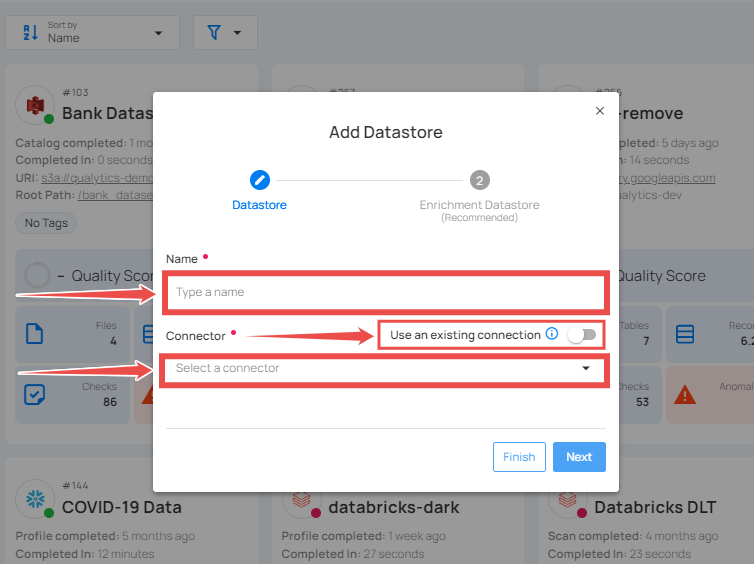 Sort by
Name
#103
Bank Datas
Catalog completed: 1 mo
Completed In: 0 seconds
URI: s3a://qualytics-demo
Root Path: /bank_datase
No Tags
– Quality Sco
Files
4
Checks
86
#257
#255
-remove
pleted: 5 days ago
In: 14 seconds
ry.googleapis.com
alytics-dev
Quality Score
Tables
7
Reco
6.2
Checks
53
Anomal
Add Datastore
Datastore
2
Enrichment Datastore
(Recommended)
Name
Type a name
Connector
Use an existing connection
Select a connector
Finish
Next
#144
COVID-19 Data
Profile completed: 5 months ago
Completed In: 12 minutes
databricks-dark
Profile completed: 1 week ago
Completed In: 27 seconds
Databricks DLT
Scan completed: 4 months ago
Completed In: 23 seconds